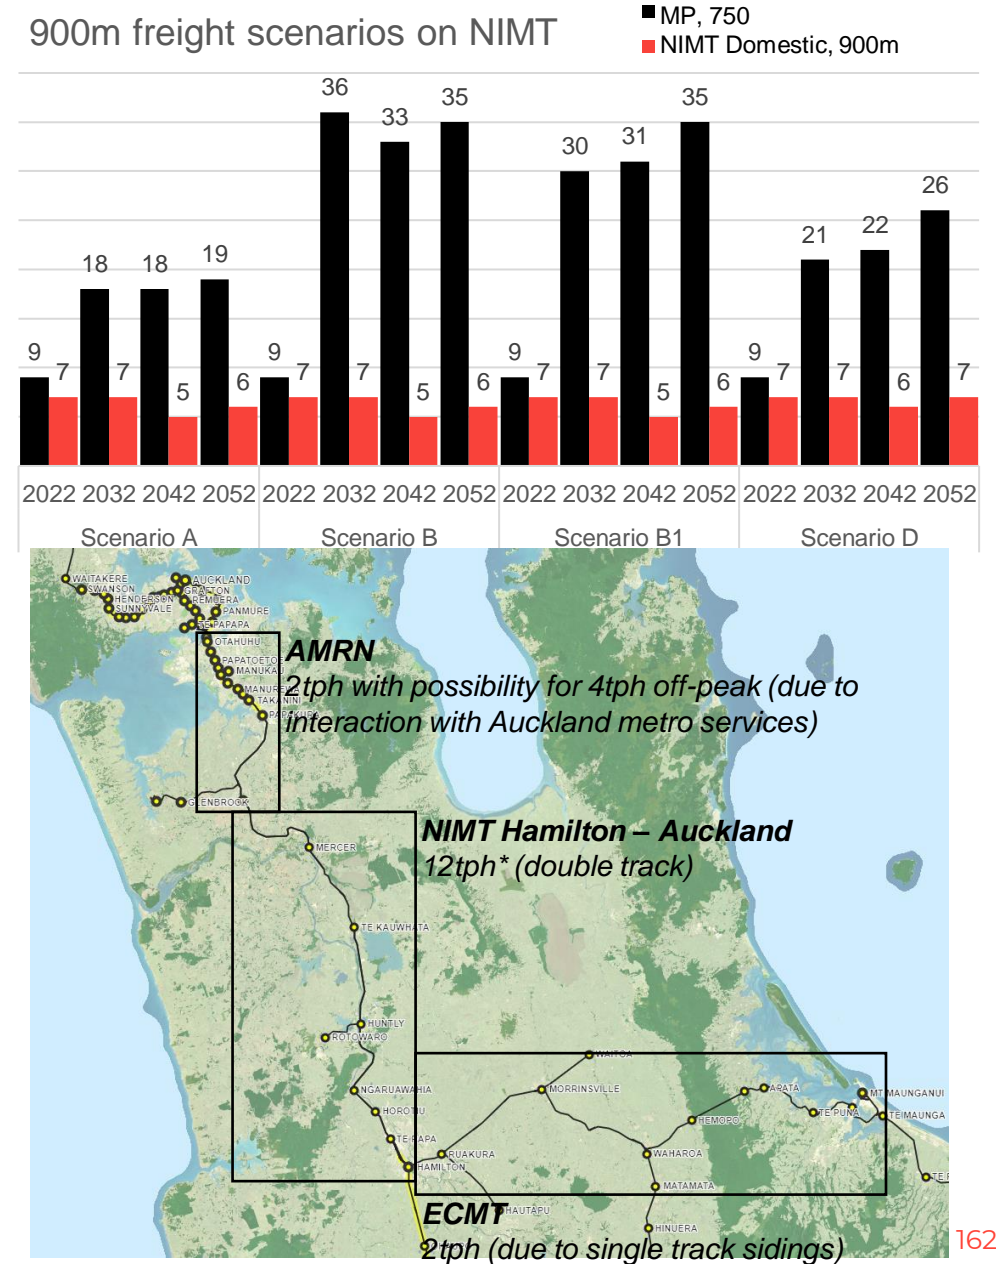 900m freight scenarios on NIMT
MP, 750
NIMT Domestic, 900m
9 7 18 7 18 5 19 6 9 7 36 7 33 5 35 6 9 7 30 7 31 5 35 6 9 7 21 7 22 6 26 7
2022 2032 2042 2052 2022 2032 2042 2052 2022 2032 2042 2052 2022 2032 2042 2052
Scenario A Scenario B Scenario B1 Scenario D
WAITAKERE
SWANSON
HENDERSON
SUNNYVALE
AUCKLAND
GRAFTON
REMUERA
PANMURE
TE PAPAPA
OTAHUHU
PAPATOETOE
MANUKAU
MANUREWA
TAKANINI
PAPAKURA
GLENBROOK
AMRN
2tph with possibility for 4tph off-peak (due to
interaction with Auckland metro services)
NIMT Hamilton – Auckland
12tph* (double track)
MERCER
TE KAUWHATA
HUNTLY
ROTOWARO
NGARUAWAHIA
HOROTIU
TE RAPA
HAMILTON
RUAKURA
HAUTAPU
WAITOA
MORRINSVILLE
WAHAROA
MATAMATA
HINUERA
HEMOPO
APATA
TE PUNA
MT MAUNGANUI
TE MAUNGA
ECMT
2tph (due to single track sidings)
162